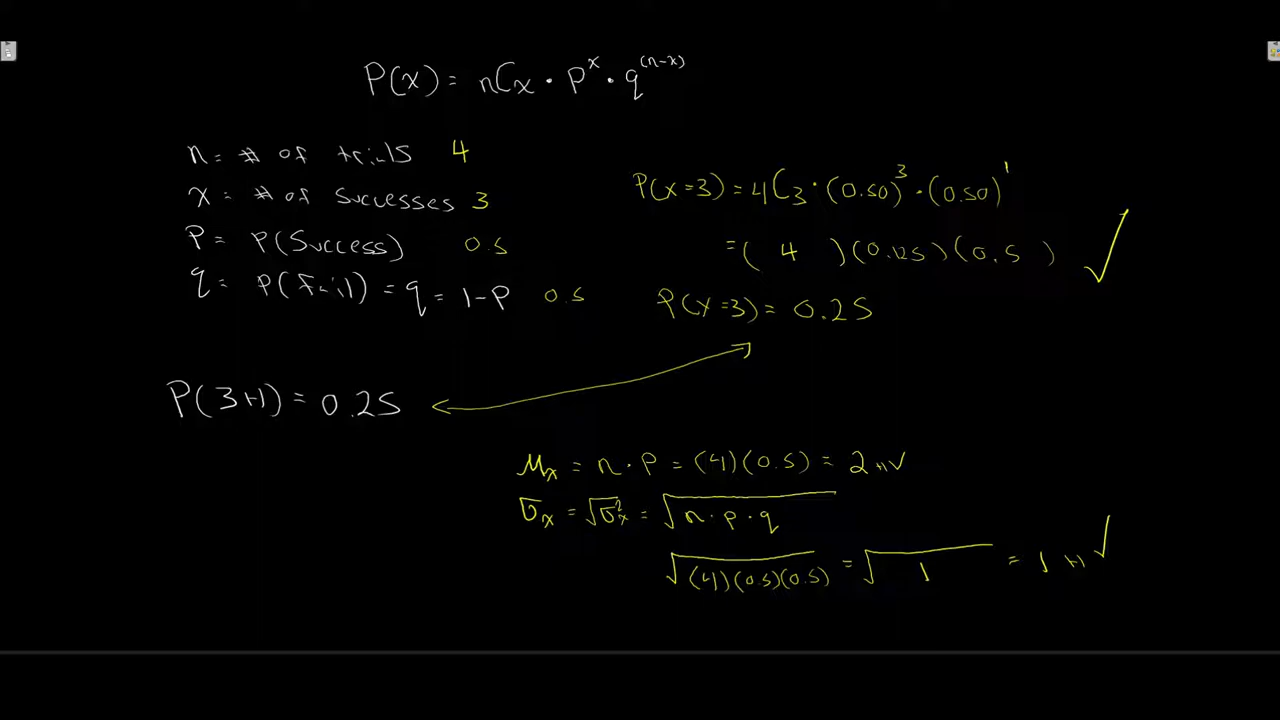 P(x) = nCx · p^x · q^(n-x)
n = # of trials 4
x = # of successes 3
P = P(Success) 0.5
q = P(Fail) = q = 1-P 0.5
P(X=3) = 4C3 · (0.50)^3 · (0.50)^1
= ( 4 )(0.125)(0.5 )
P(X=3) = 0.25
P(3H) = 0.25
μx = n · p = (4)(0.5) = 2 H
σx = √σ²x = √n · p · q
√(4)(0.5)(0.5) = √1 = 1 H